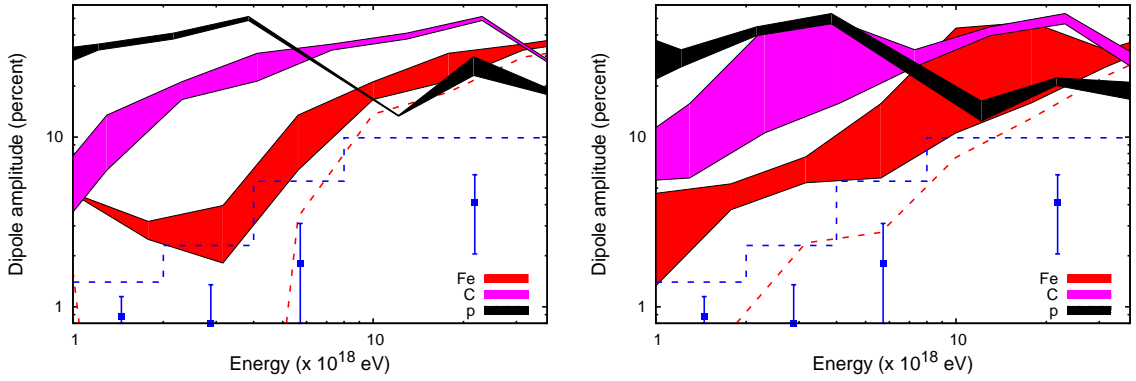 Dipole amplitude (percent)
10
1
Fe
C
p
1
10
Energy (x 10^18 eV)
Dipole amplitude (percent)
10
1
Fe
C
p
1
10
Energy (x 10^18 eV)